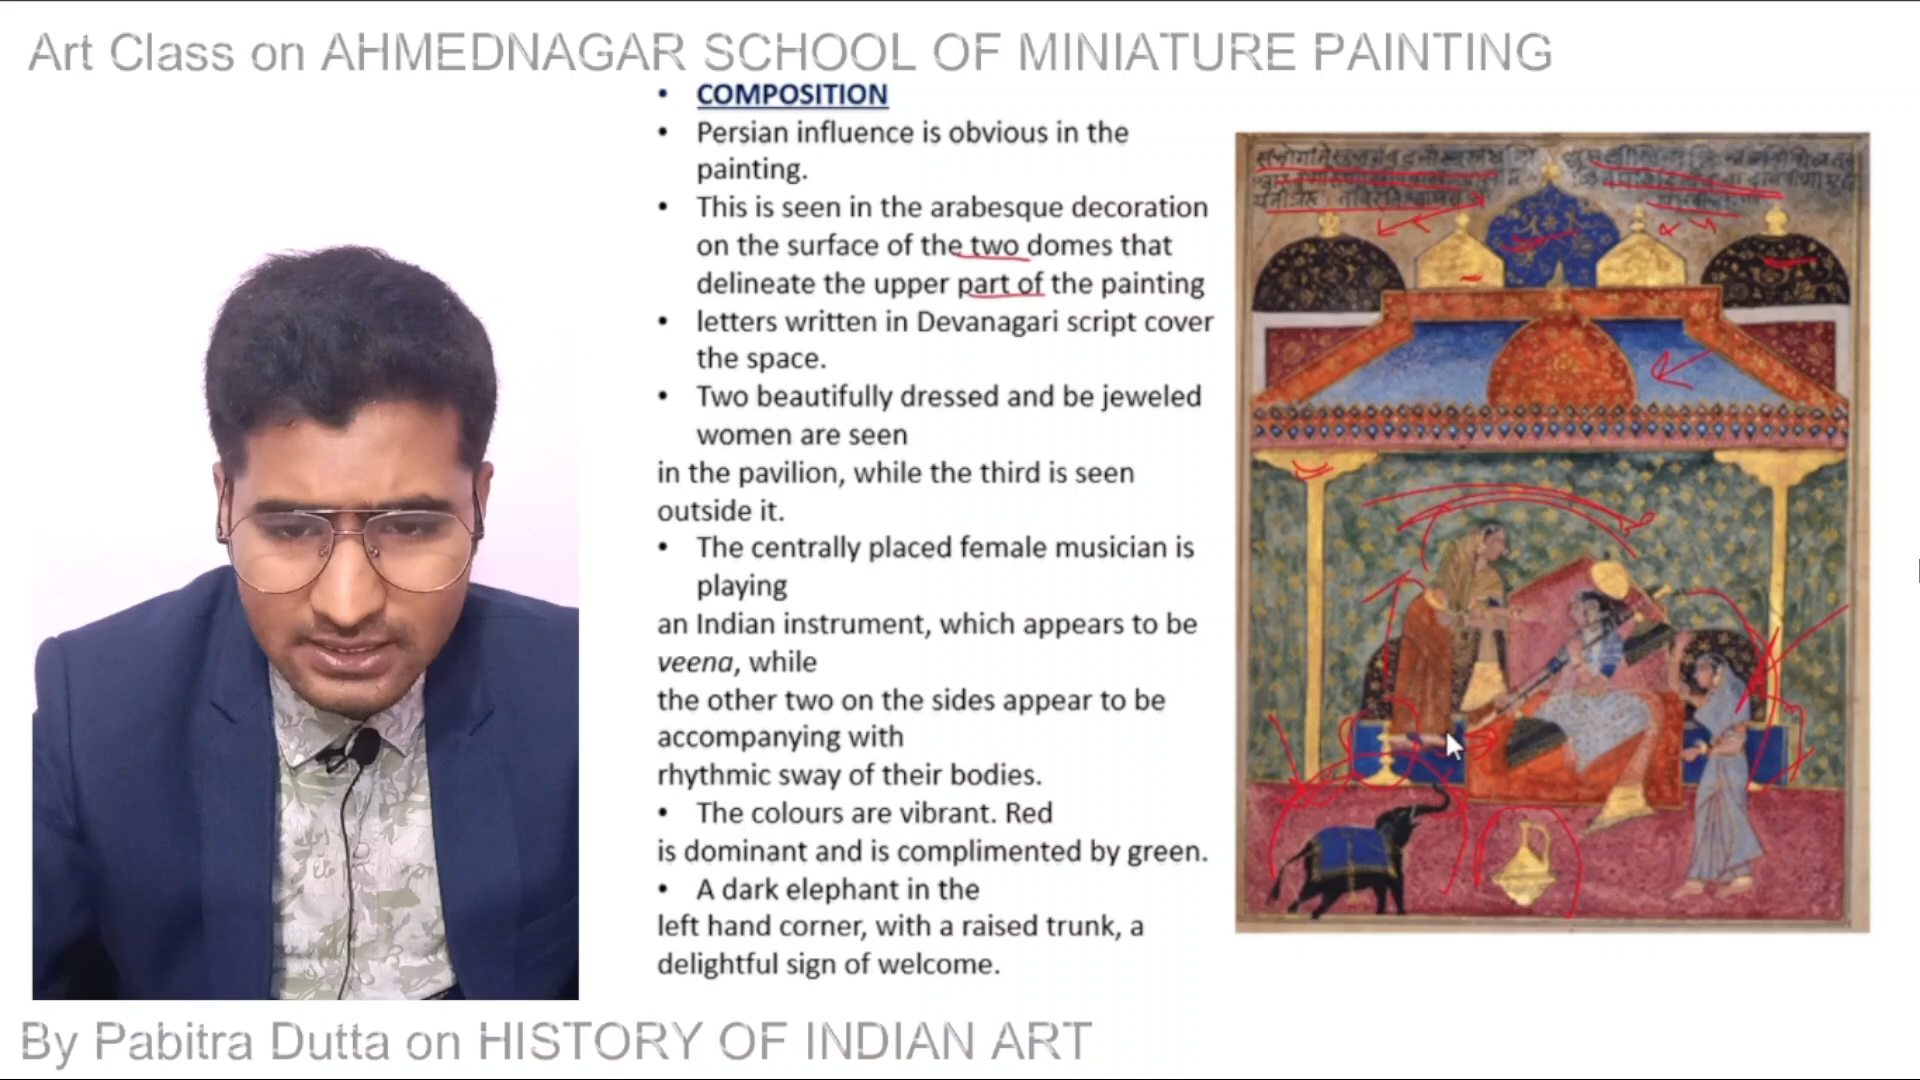 Art Class on AHMEDNAGAR SCHOOL OF MINIATURE PAINTING
• COMPOSITION
• Persian influence is obvious in the
painting.
• This is seen in the arabesque decoration
on the surface of the two domes that
delineate the upper part of the painting
• letters written in Devanagari script cover
the space.
• Two beautifully dressed and be jeweled
women are seen
in the pavilion, while the third is seen
outside it.
• The centrally placed female musician is
playing
an Indian instrument, which appears to be
veena, while
the other two on the sides appear to be
accompanying with
rhythmic sway of their bodies.
• The colours are vibrant. Red
is dominant and is complimented by green.
• A dark elephant in the
left hand corner, with a raised trunk, a
delightful sign of welcome.
By Pabitra Dutta on HISTORY OF INDIAN ART